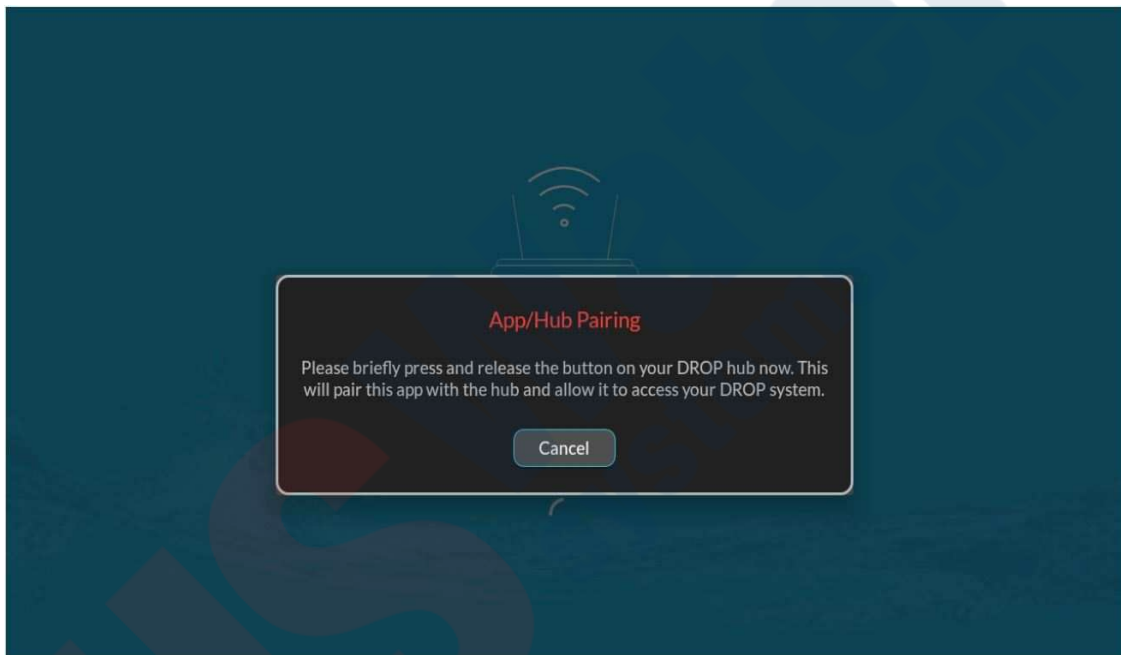 App/Hub Pairing
Please briefly press and release the button on your DROP hub now. This
will pair this app with the hub and allow it to access your DROP system.
Cancel